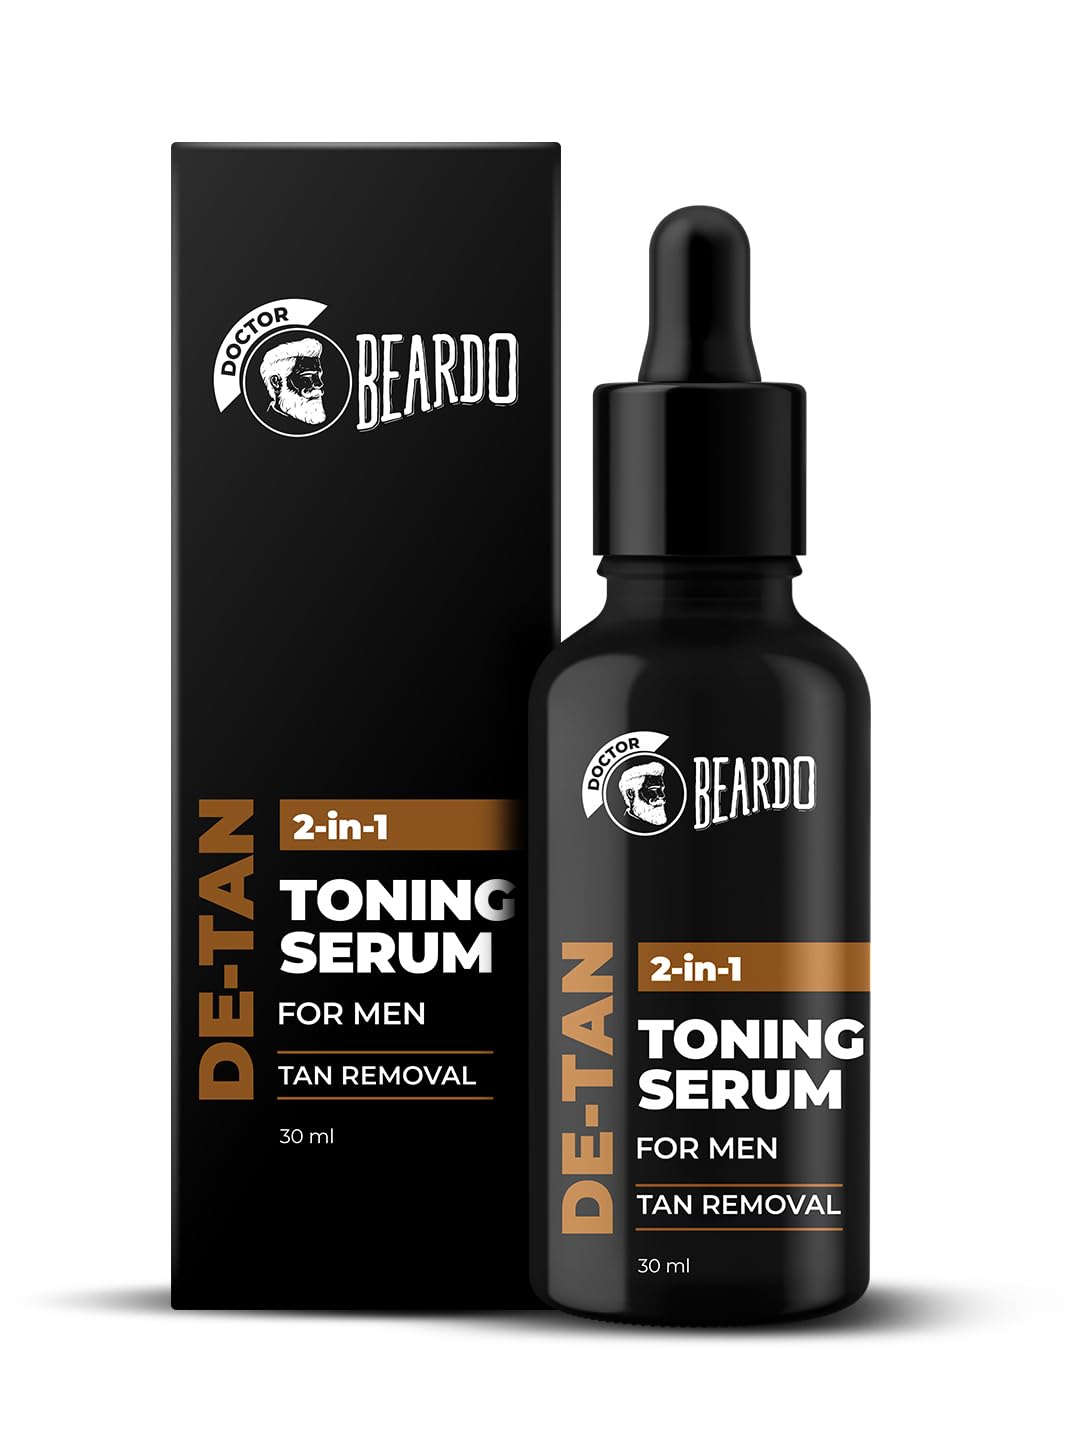 DOCTOR
BEARDO
DE-TAN
2-in-1
TONING
SERUM
FOR MEN
TAN REMOVAL
30 ml
DOCTOR
BEARDO
DE-TAN
2-in-1
TONING
SERUM
FOR MEN
TAN REMOVAL
30 ml